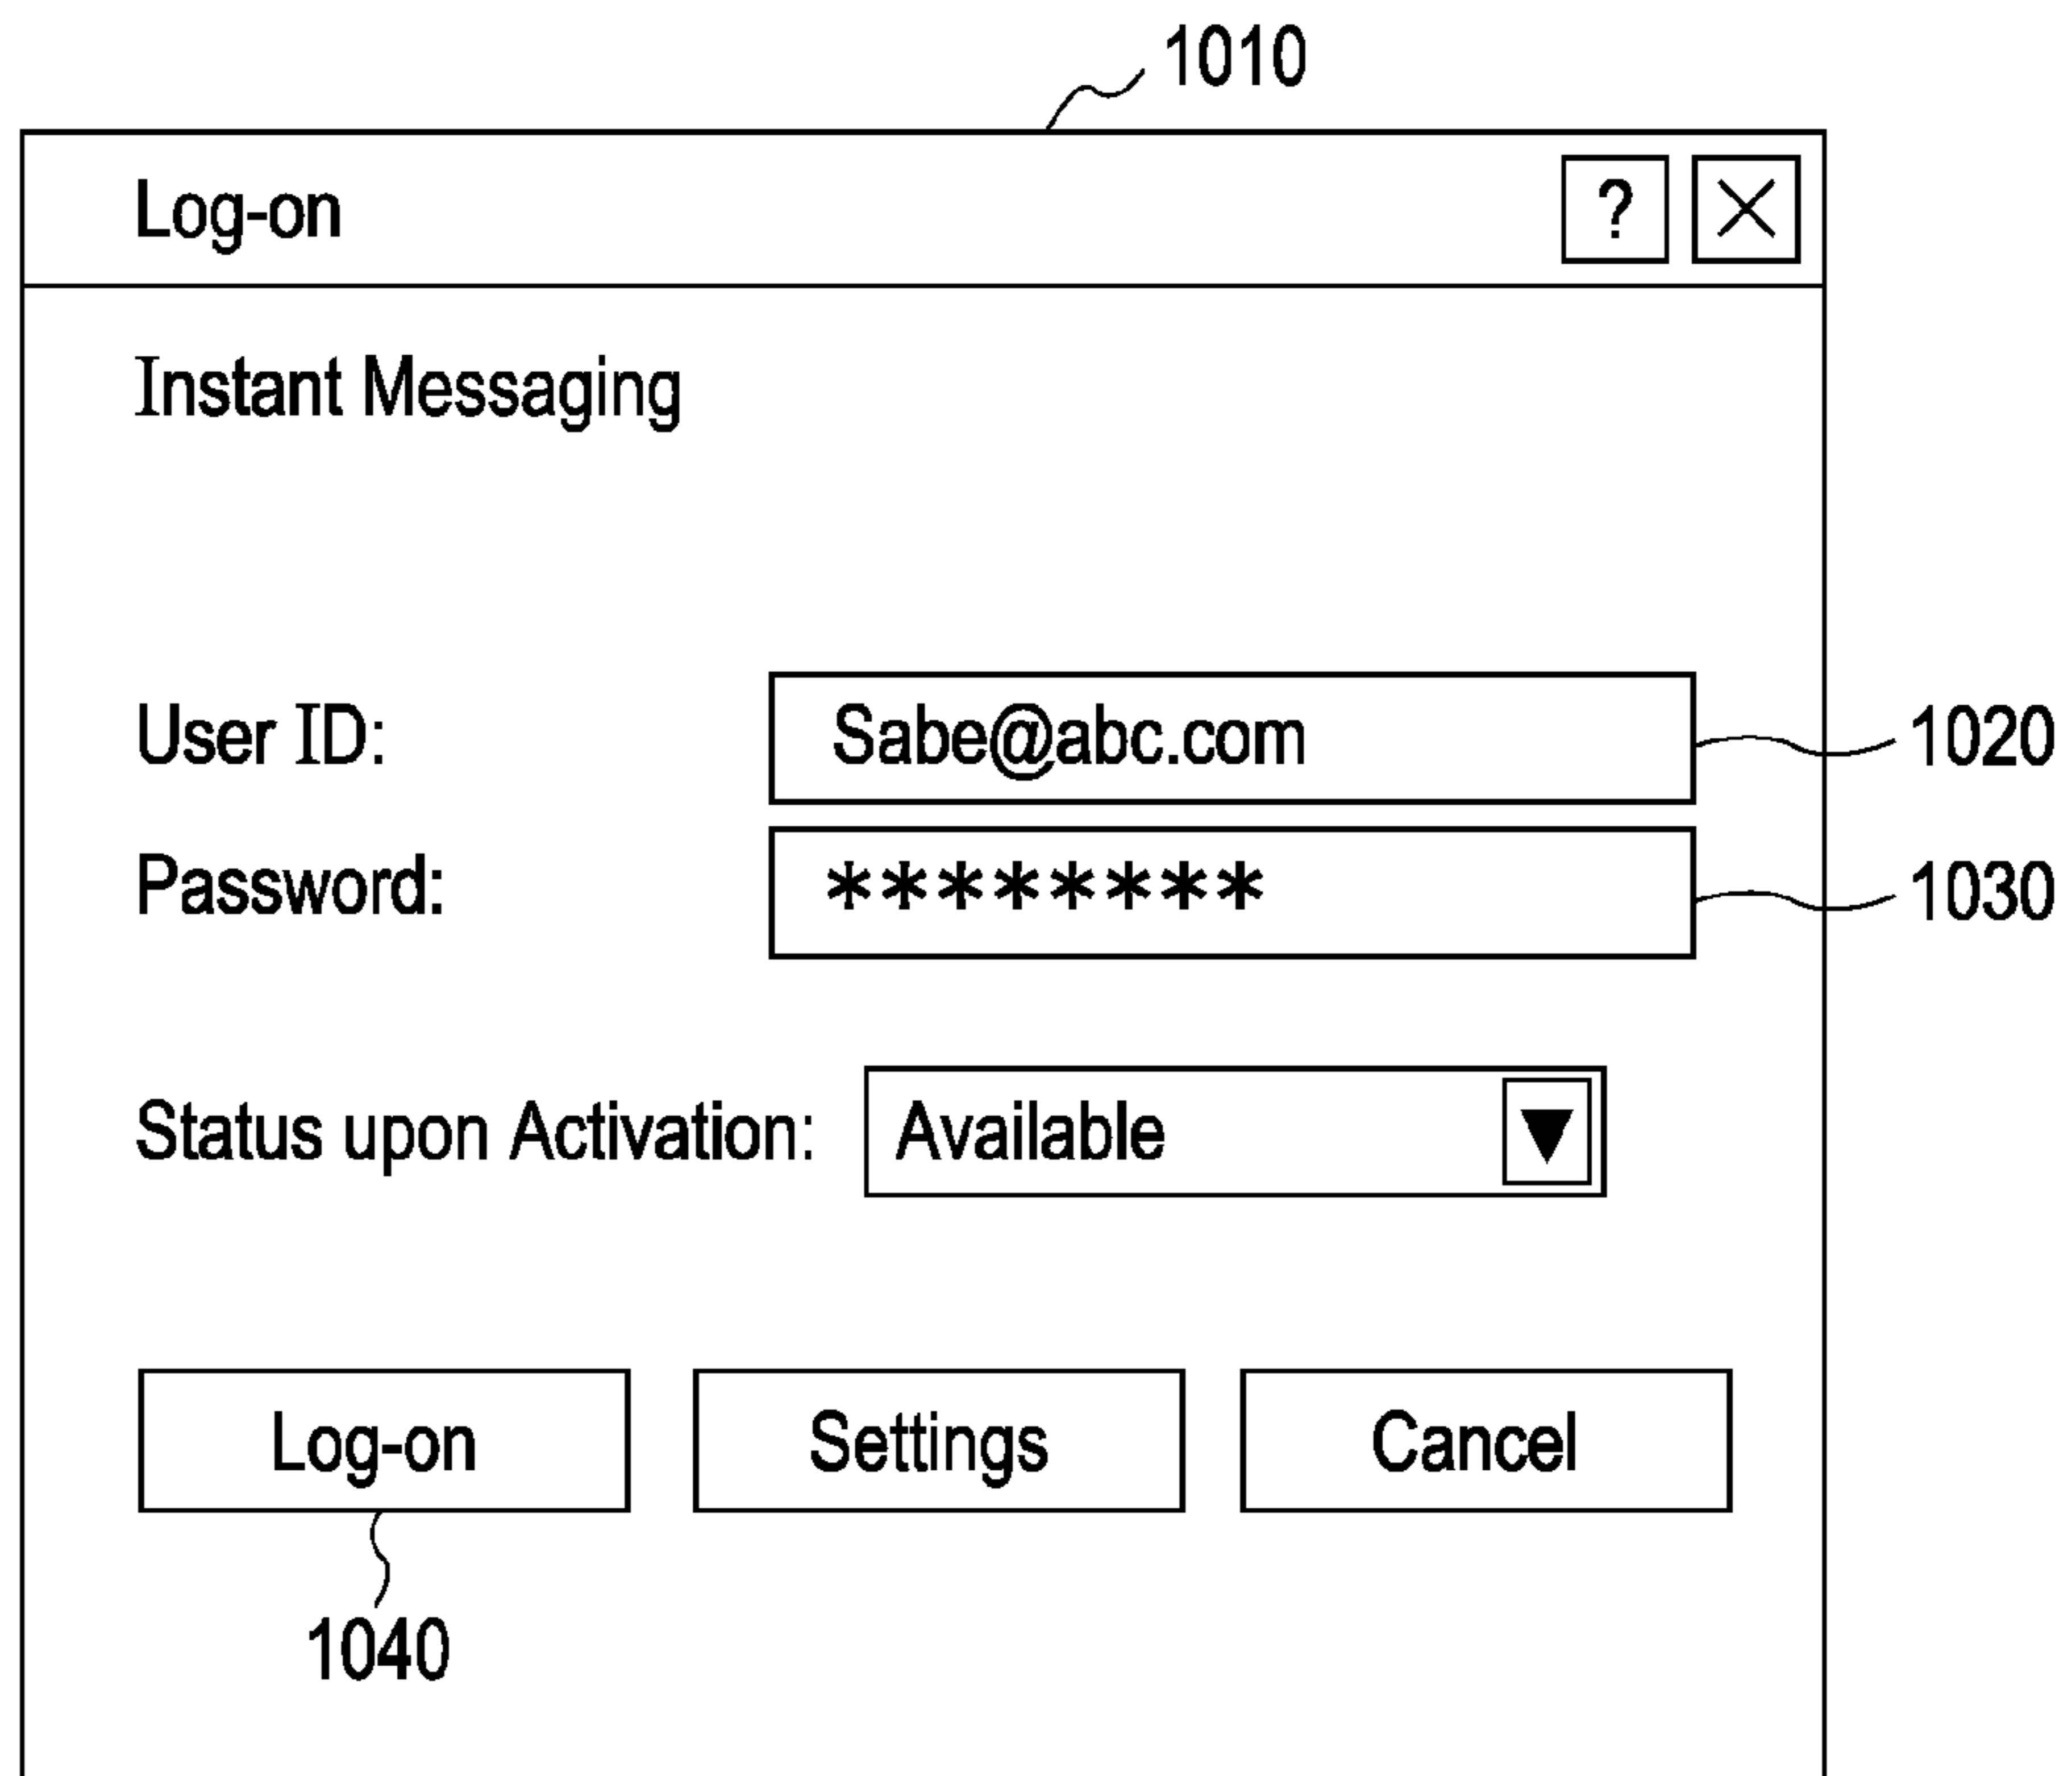 1010
Log-on ? X
Instant Messaging
User ID: Sabe@abc.com 1020
Password: ******** 1030
Status upon Activation: Available ▼
Log-on Settings Cancel
1040